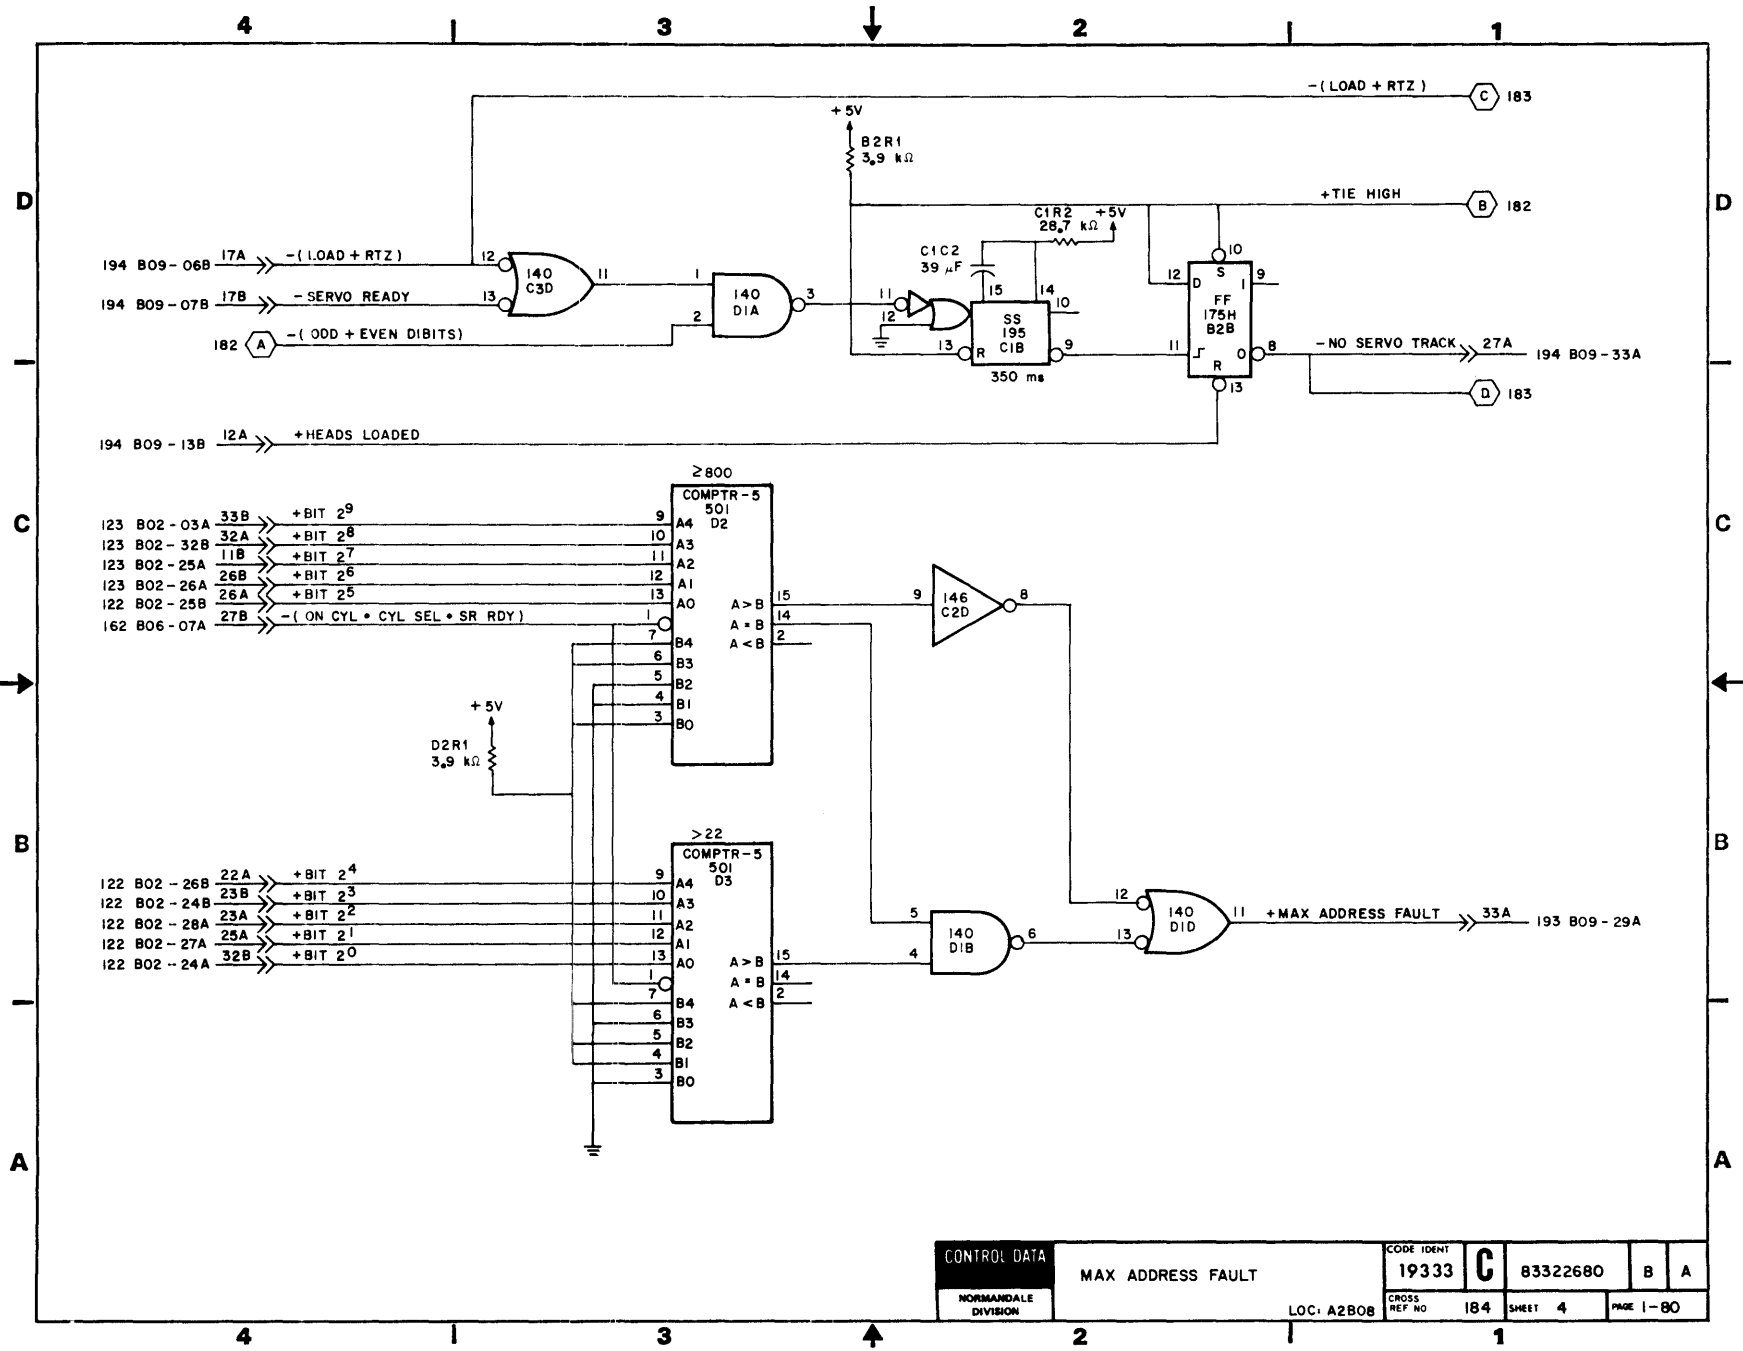 4 3 2 1
-(LOAD + RTZ) C 183
+5V
B2R1
3.9 kΩ
D D
+TIE HIGH B 182
C1R2 +5V
28.7 kΩ
C1C2
39 µF
194 B09-06B 17A -(LOAD + RTZ) 12
140
C3D
11
194 B09-07B 17B -SERVO READY 13
182 A -(ODD + EVEN DIBITS)
1
2
140
D1A
3
11
12
13
15 14
10
9
SS
195
C1B
R
350 ms
10
S
12 D 1 9
FF
175H
B2B
11 R O 8
13
-NO SERVO TRACK 27A 194 B09-33A
D 183
194 B09-13B 12A +HEADS LOADED
≥800
COMPTR-5
501
D2
C C
123 B02-03A 33B +BIT 2⁹ 9 A4
123 B02-32B 32A +BIT 2⁸ 10 A3
123 B02-25A 11B +BIT 2⁷ 11 A2
123 B02-26A 26B +BIT 2⁶ 12 A1
122 B02-25B 26A +BIT 2⁵ 13 A0
162 B06-07A 27B -(ON CYL • CYL SEL • SR RDY) 1
7 B4
6 B3
5 B2
4 B1
3 B0
A>B 15
A=B 14
A<B 2
9
146
C2D
8
+5V
D2R1
3.9 kΩ
B B
>22
COMPTR-5
501
D3
122 B02-26B 22A +BIT 2⁴ 9 A4
122 B02-24B 23B +BIT 2³ 10 A3
122 B02-28A 23A +BIT 2² 11 A2
122 B02-27A 25A +BIT 2¹ 12 A1
122 B02-24A 32B +BIT 2⁰ 13 A0
1
7 B4
6 B3
5 B2
4 B1
3 B0
A>B 15
A=B 14
A<B 2
5
4
140
D1B
6
12
13
140
D1D
11
+MAX ADDRESS FAULT 33A 193 B09-29A
A A
CONTROL DATA
NORMANDALE
DIVISION
MAX ADDRESS FAULT
LOC: A2B08
CODE IDENT
19333
C
83322680
B
A
CROSS
REF NO
184
SHEET 4
PAGE 1-80
4 3 2 1